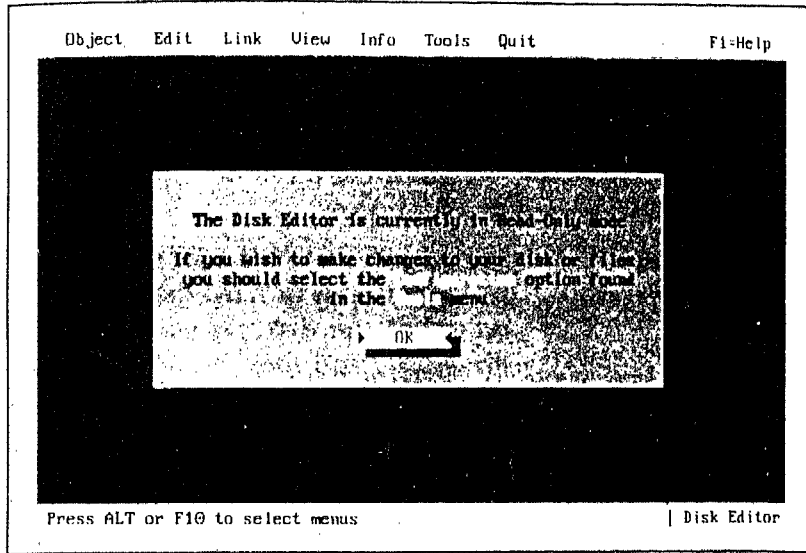 Object Edit Link View Info Tools Quit F1=Help
The Disk Editor is currently in Read-Only mode
If you wish to make changes to your disk or files
you should select the option found
in the menu
OK
Press ALT or F10 to select menus | Disk Editor